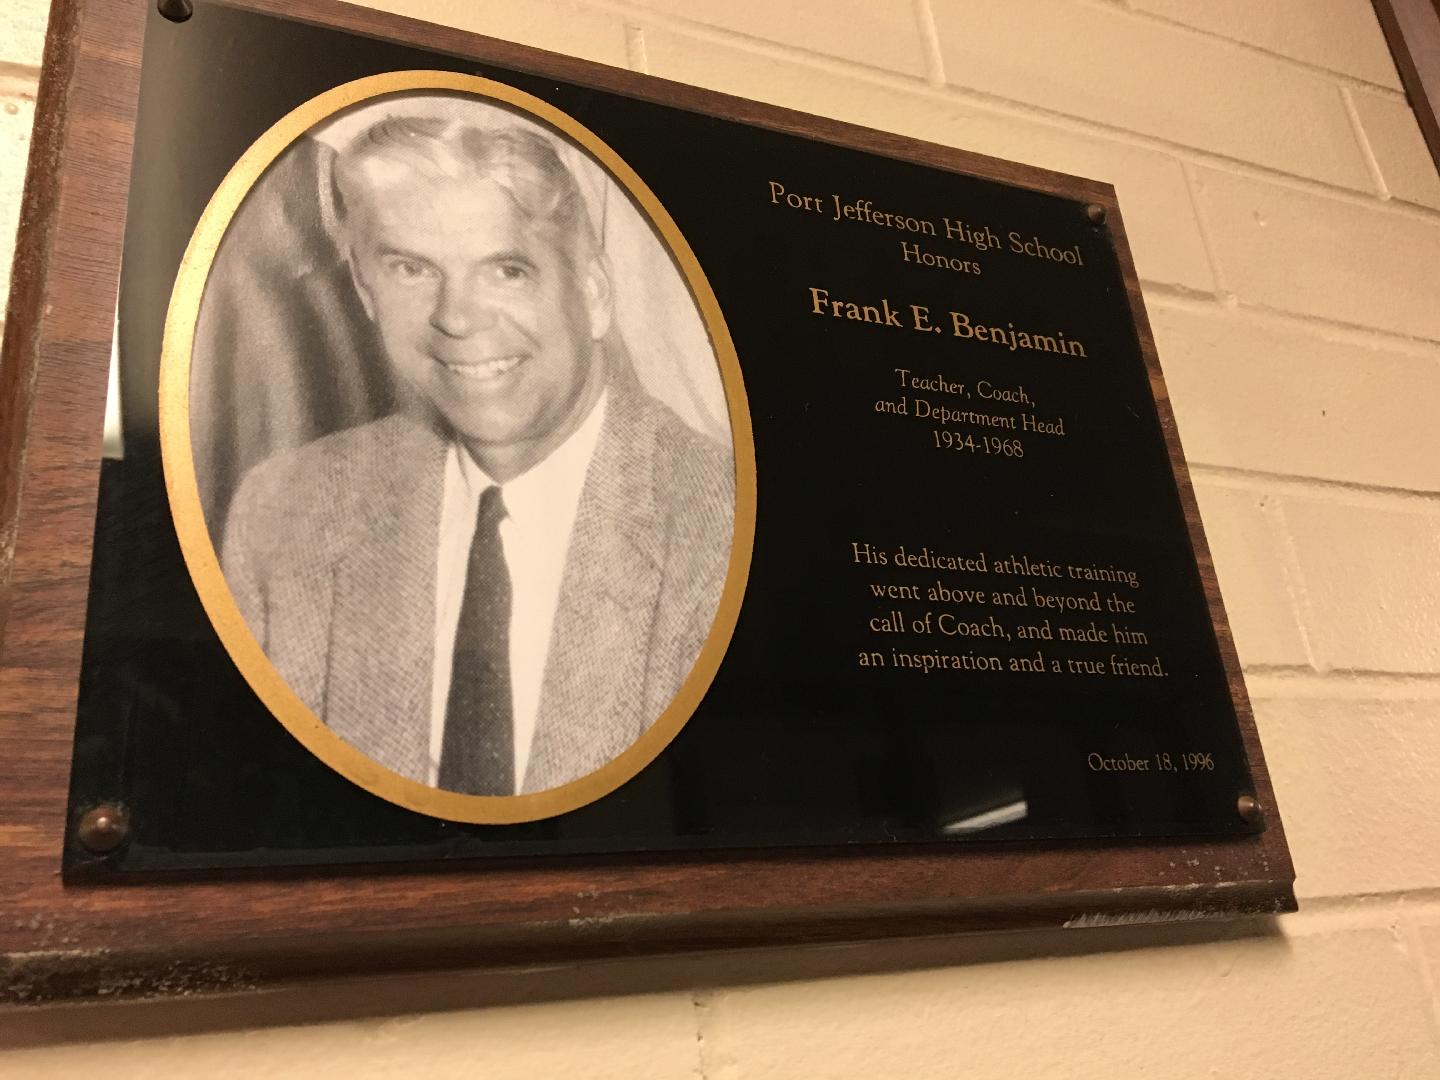 Port Jefferson High School
Honors
Frank E. Benjamin
Teacher, Coach,
and Department Head
1934-1968
His dedicated athletic training
went above and beyond the
call of Coach, and made him
an inspiration and a true friend.
October 18, 1996